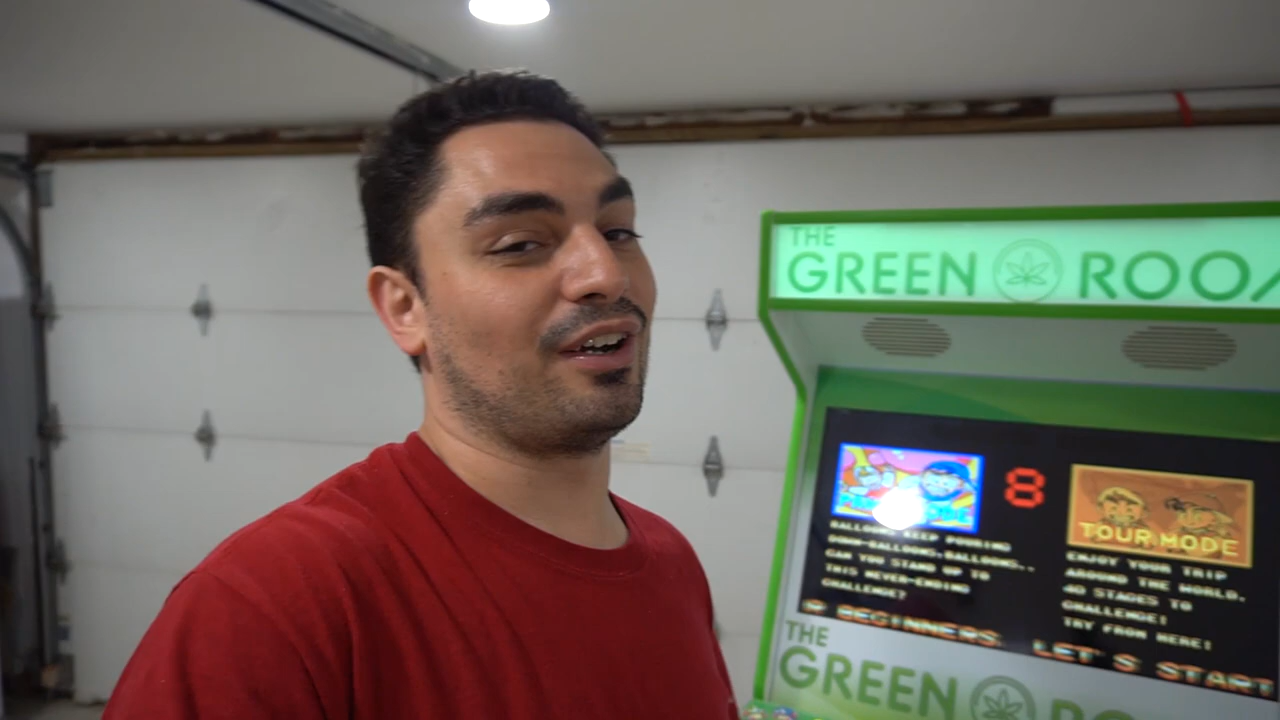 THE
GREEN ROO
8
TOUR MODE
BALLOONS KEEP POURING
DOWN-BALLOONS,BALLOONS..
CAN YOU STAND UP TO
THIS NEVER-ENDING
CHALLENGE?
ENJOY YOUR TRIP
AROUND THE WORLD.
40 STAGES TO
CHALLENGE!
TRY FROM HERE!
BEGINNERS. LET'S START
THE
GREEN RO